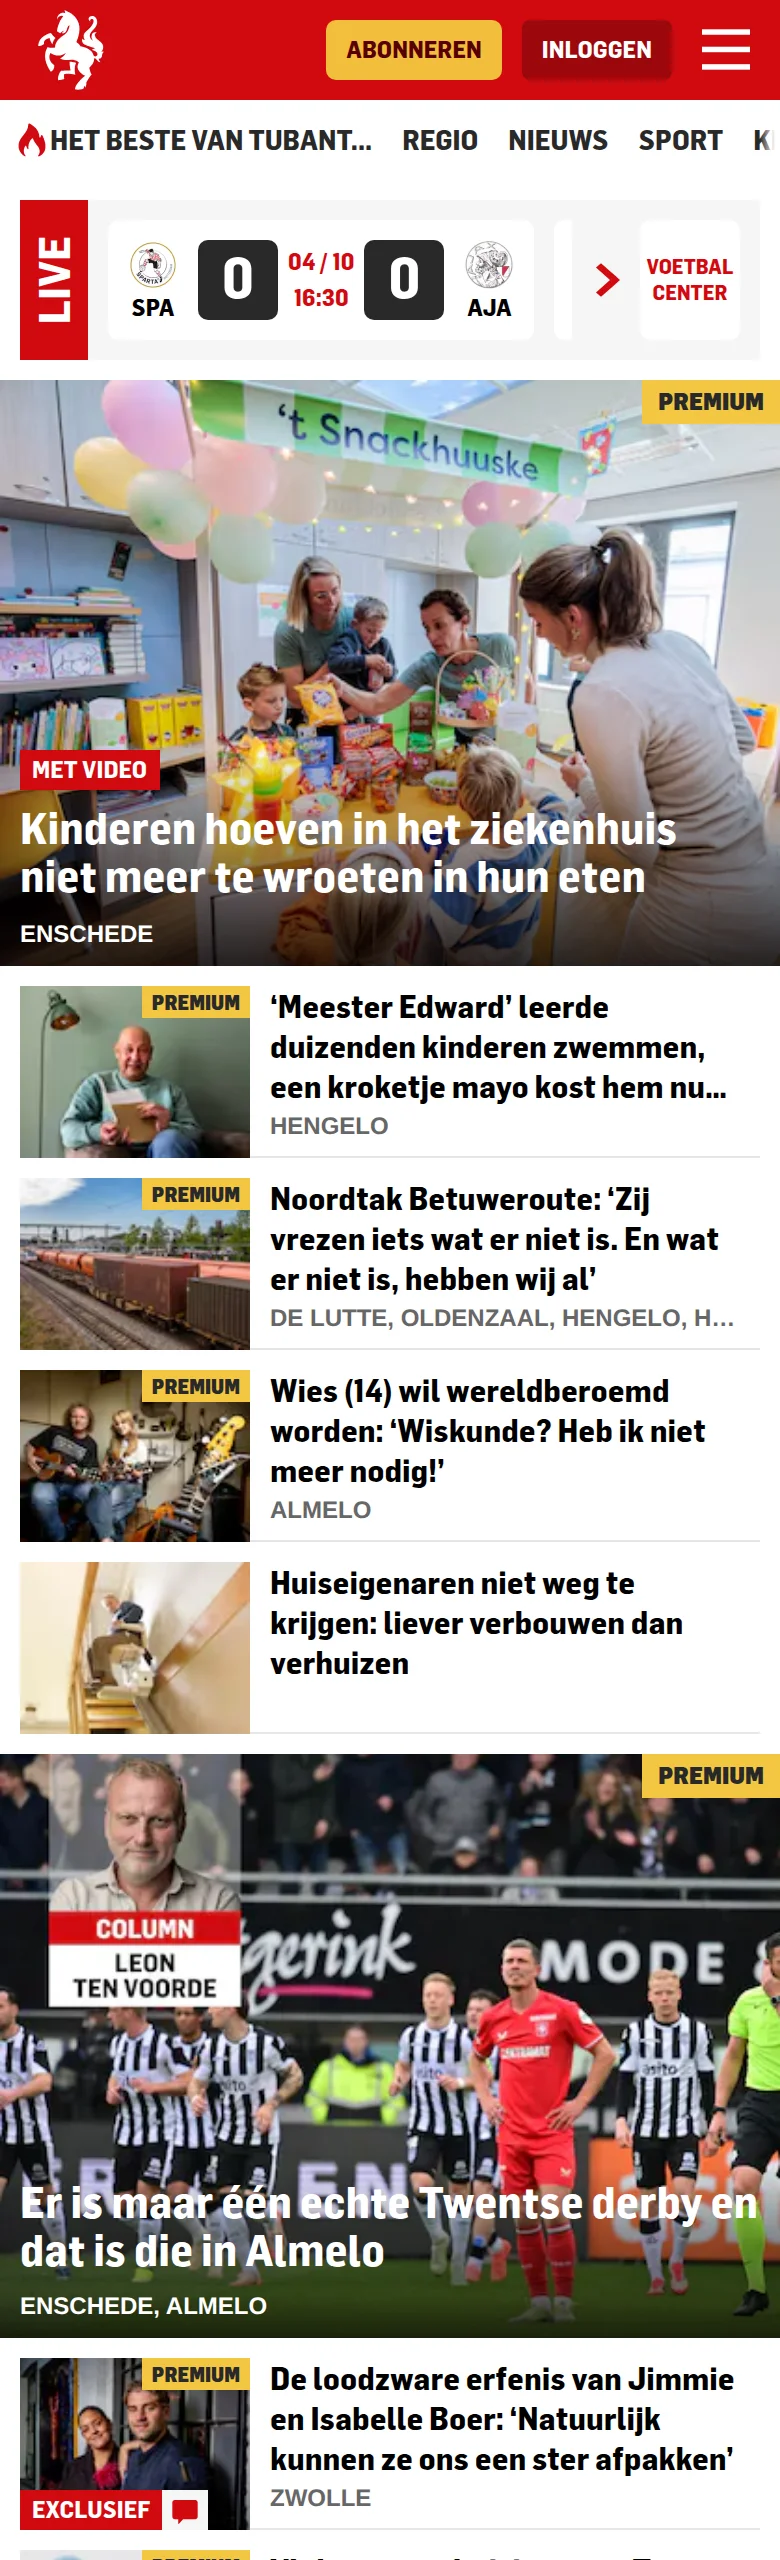 ABONNEREN
INLOGGEN
HET BESTE VAN TUBANT... REGIO NIEUWS SPORT
LIVE
SPA
0
04 / 10
16:30
0
AJA
VOETBAL
CENTER
PREMIUM
‘t Snackhuuske
MET VIDEO
Kinderen hoeven in het ziekenhuis
niet meer te wroeten in hun eten
ENSCHEDE
PREMIUM
‘Meester Edward’ leerde
duizenden kinderen zwemmen,
een kroketje mayo kost hem nu...
HENGELO
PREMIUM
Noordtak Betuweroute: ‘Zij
vrezen iets wat er niet is. En wat
er niet is, hebben wij al’
DE LUTTE, OLDENZAAL, HENGELO, H...
PREMIUM
Wies (14) wil wereldberoemd
worden: ‘Wiskunde? Heb ik niet
meer nodig!’
ALMELO
Huiseigenaren niet weg te
krijgen: liever verbouwen dan
verhuizen
PREMIUM
COLUMN
LEON
TEN VOORDE
MODE
Er is maar één echte Twentse derby en
dat is die in Almelo
ENSCHEDE, ALMELO
PREMIUM
EXCLUSIEF
De loodzware erfenis van Jimmie
en Isabelle Boer: ‘Natuurlijk
kunnen ze ons een ster afpakken’
ZWOLLE